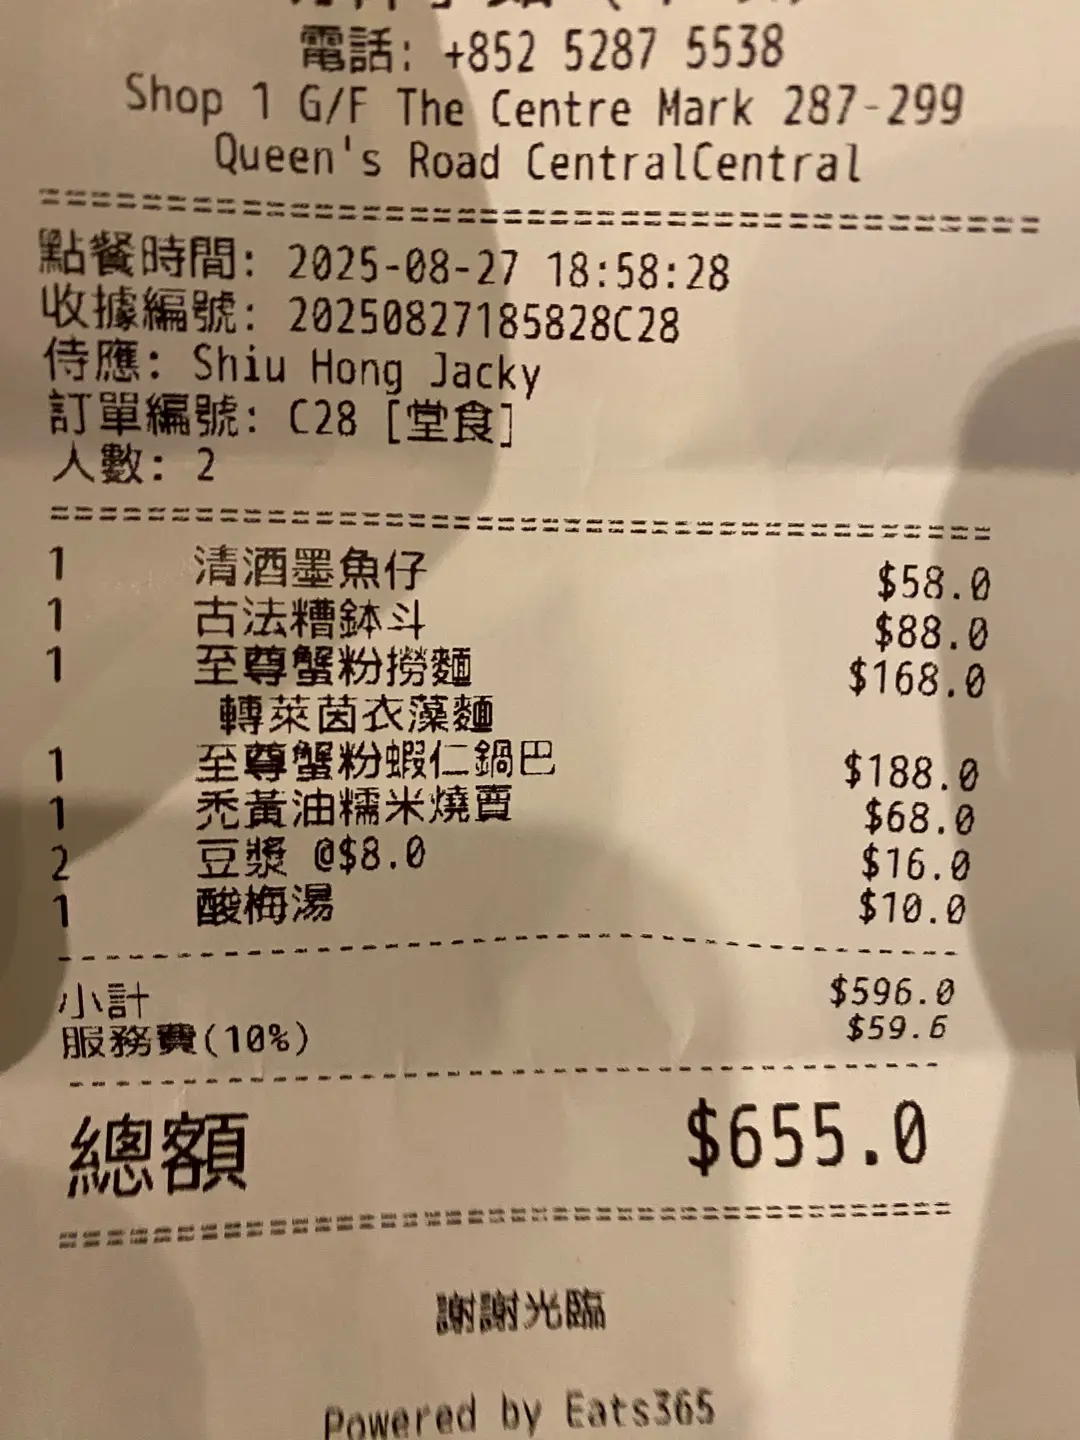 電話: +852 5287 5538
Shop 1 G/F The Centre Mark 287-299
Queen's Road CentralCentral
點餐時間: 2025-08-27 18:58:28
收據編號: 20250827185828C28
侍應: Shiu Hong Jacky
訂單編號: C28 [堂食]
人數: 2
1 清酒墨魚仔 $58.0
1 古法糟鉢斗 $88.0
1 至尊蟹粉撈麵 $168.0
轉萊茵衣藻麵
1 至尊蟹粉蝦仁鍋巴 $188.0
1 禿黃油糯米燒賣 $68.0
2 豆漿 @$8.0 $16.0
1 酸梅湯 $10.0
小計 $596.0
服務費(10%) $59.6
總額 $655.0
謝謝光臨
Powered by Eats365